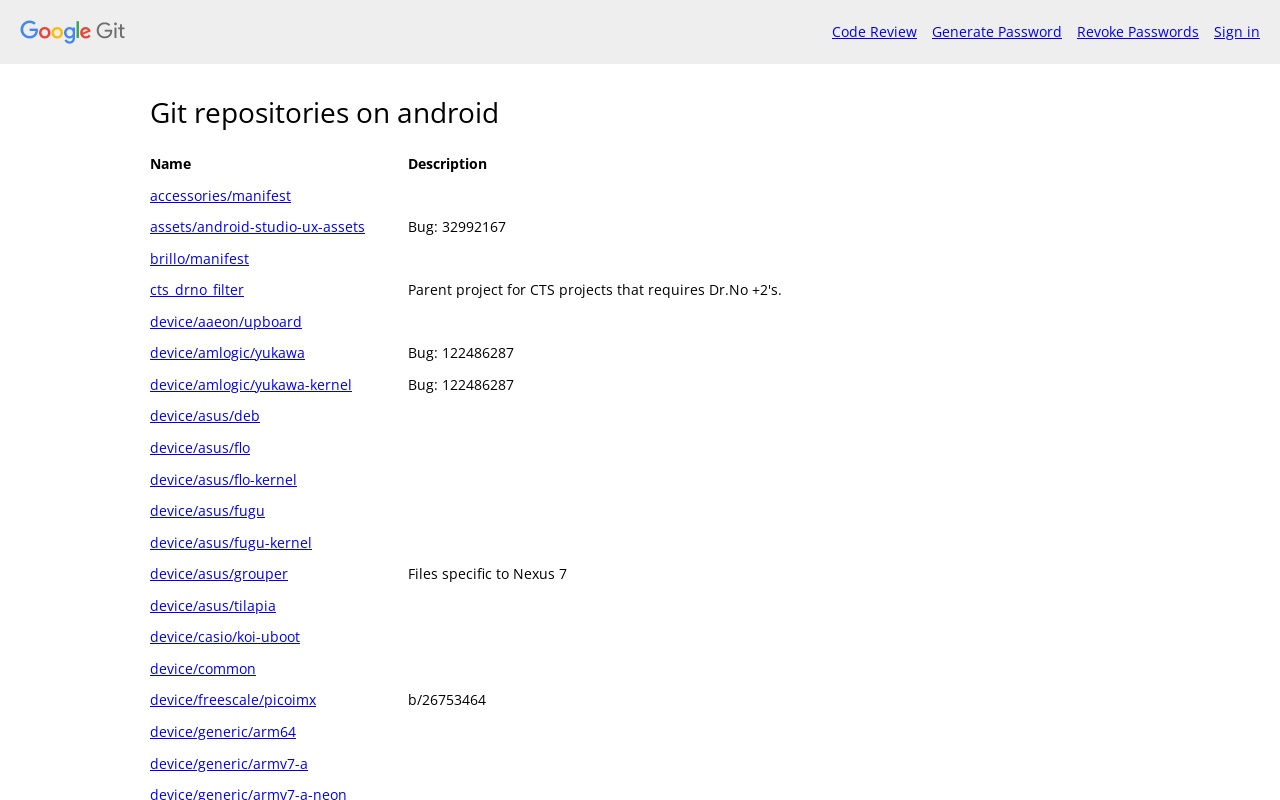 Google Git
Code Review Generate Password Revoke Passwords Sign in
Git repositories on android
Name Description
accessories/manifest
assets/android-studio-ux-assets Bug: 32992167
brillo/manifest
cts_drno_filter Parent project for CTS projects that requires Dr.No +2's.
device/aaeon/upboard
device/amlogic/yukawa Bug: 122486287
device/amlogic/yukawa-kernel Bug: 122486287
device/asus/deb
device/asus/flo
device/asus/flo-kernel
device/asus/fugu
device/asus/fugu-kernel
device/asus/grouper Files specific to Nexus 7
device/asus/tilapia
device/casio/koi-uboot
device/common
device/freescale/picoimx b/26753464
device/generic/arm64
device/generic/armv7-a
device/generic/armv7-a-neon